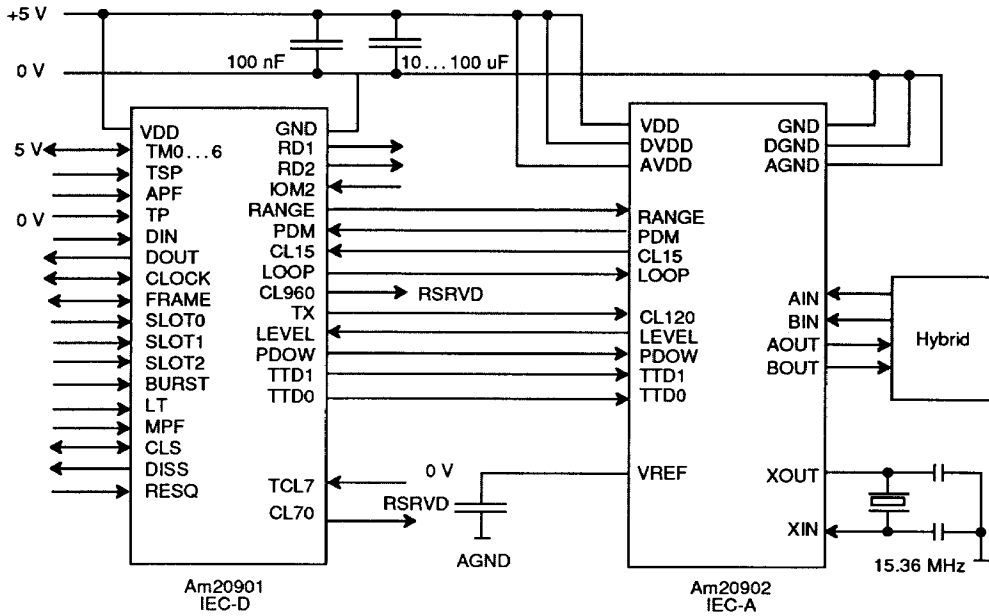 +5 V
100 nF
10...100 uF
0 V
VDD
GND
5 V
TM0...6
RD1
TSP
RD2
APF
IOM2
0 V
TP
RANGE
DIN
PDM
DOUT
CL15
CLOCK
LOOP
FRAME
CL960
RSRVD
SLOT0
TX
SLOT1
LEVEL
SLOT2
PDOW
BURST
TTD1
LT
TTD0
MPF
CLS
DISS
RESQ
TCL7
0 V
CL70
RSRVD
AGND
Am20901
IEC-D
VDD
GND
DVDD
DGND
AVDD
AGND
RANGE
PDM
CL15
LOOP
AIN
CL120
BIN
LEVEL
AOUT
PDOW
BOUT
TTD1
TTD0
Hybrid
VREF
XOUT
XIN
15.36 MHz
Am20902
IEC-A